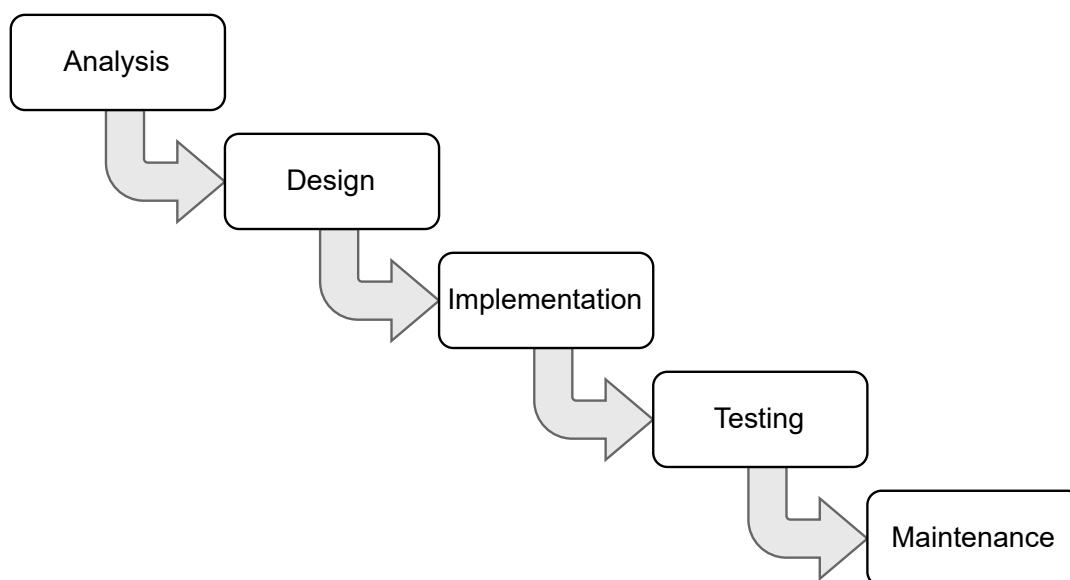 Analysis
Design
Implementation
Testing
Maintenance